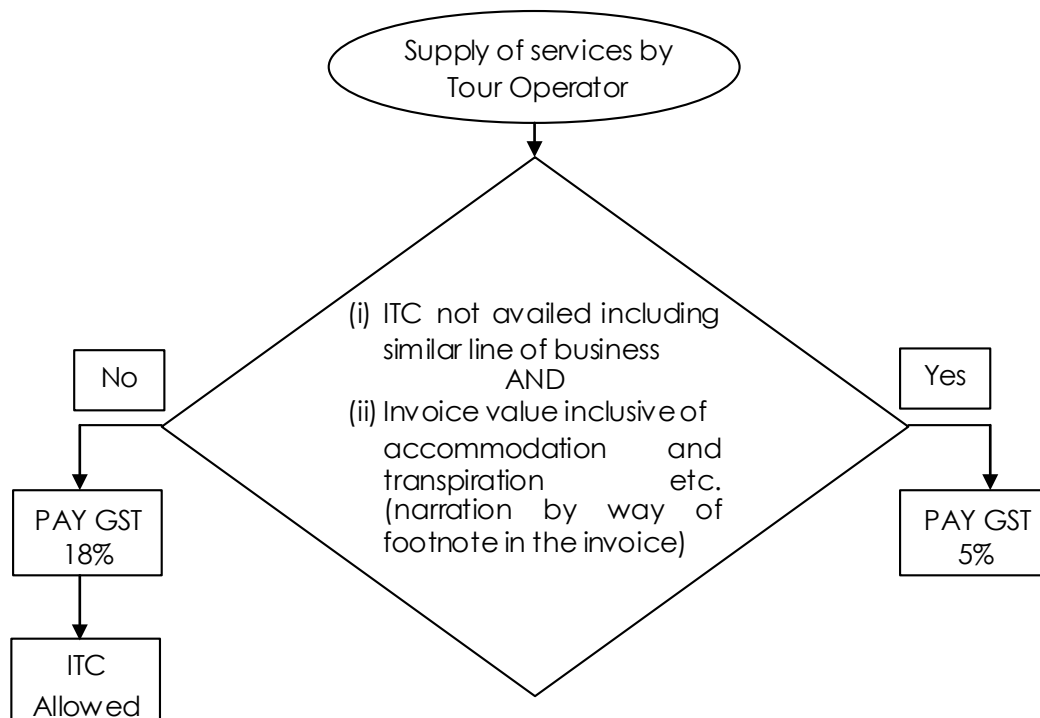 Supply of services by
Tour Operator
(i) ITC not availed including
similar line of business
AND
(ii) Invoice value inclusive of
accommodation and
transpiration etc.
(narration by way of
footnote in the invoice)
No
Yes
PAY GST
18%
PAY GST
5%
ITC
Allowed